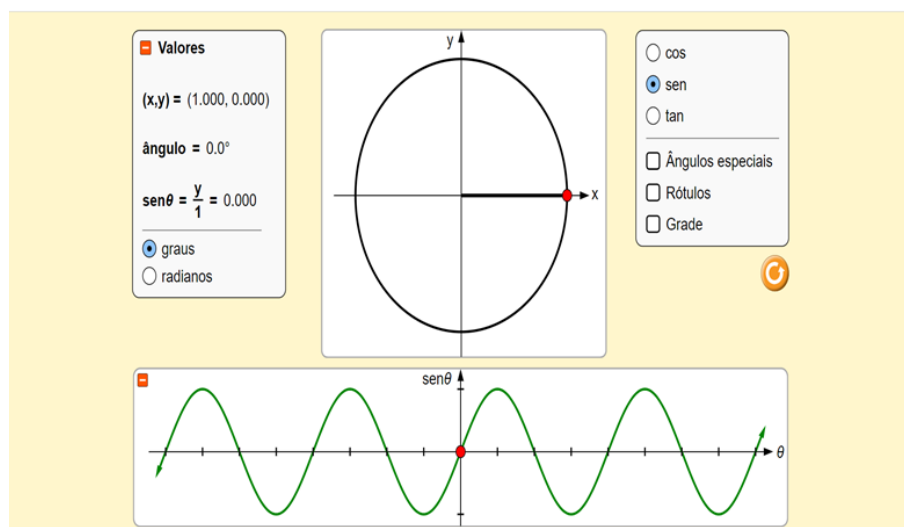 Valores
(x,y) = (1.000, 0.000)
ângulo = 0.0°
senθ = y/1 = 0.000
graus
radianos
y
x
cos
sen
tan
Ângulos especiais
Rótulos
Grade
senθ
θ